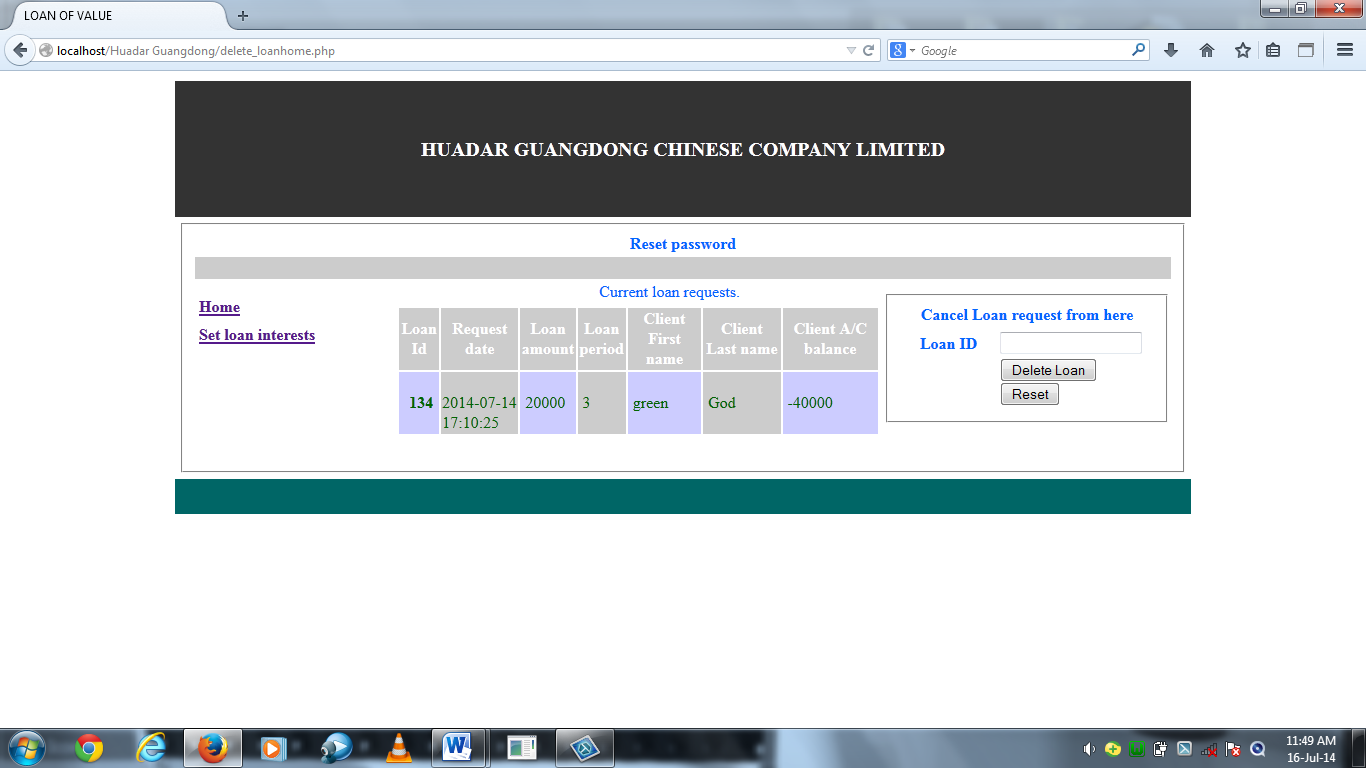 LOAN OF VALUE
localhost/Huadar Guangdong/delete_loanhome.php
Google
HUADAR GUANGDONG CHINESE COMPANY LIMITED
Reset password
Home
Set loan interests
Current loan requests.
Loan Id Request date Loan amount Loan period Client First name Client Last name Client A/C balance
134 2014-07-14 17:10:25 20000 3 green God -40000
Cancel Loan request from here
Loan ID
Delete Loan
Reset
11:49 AM
16-Jul-14